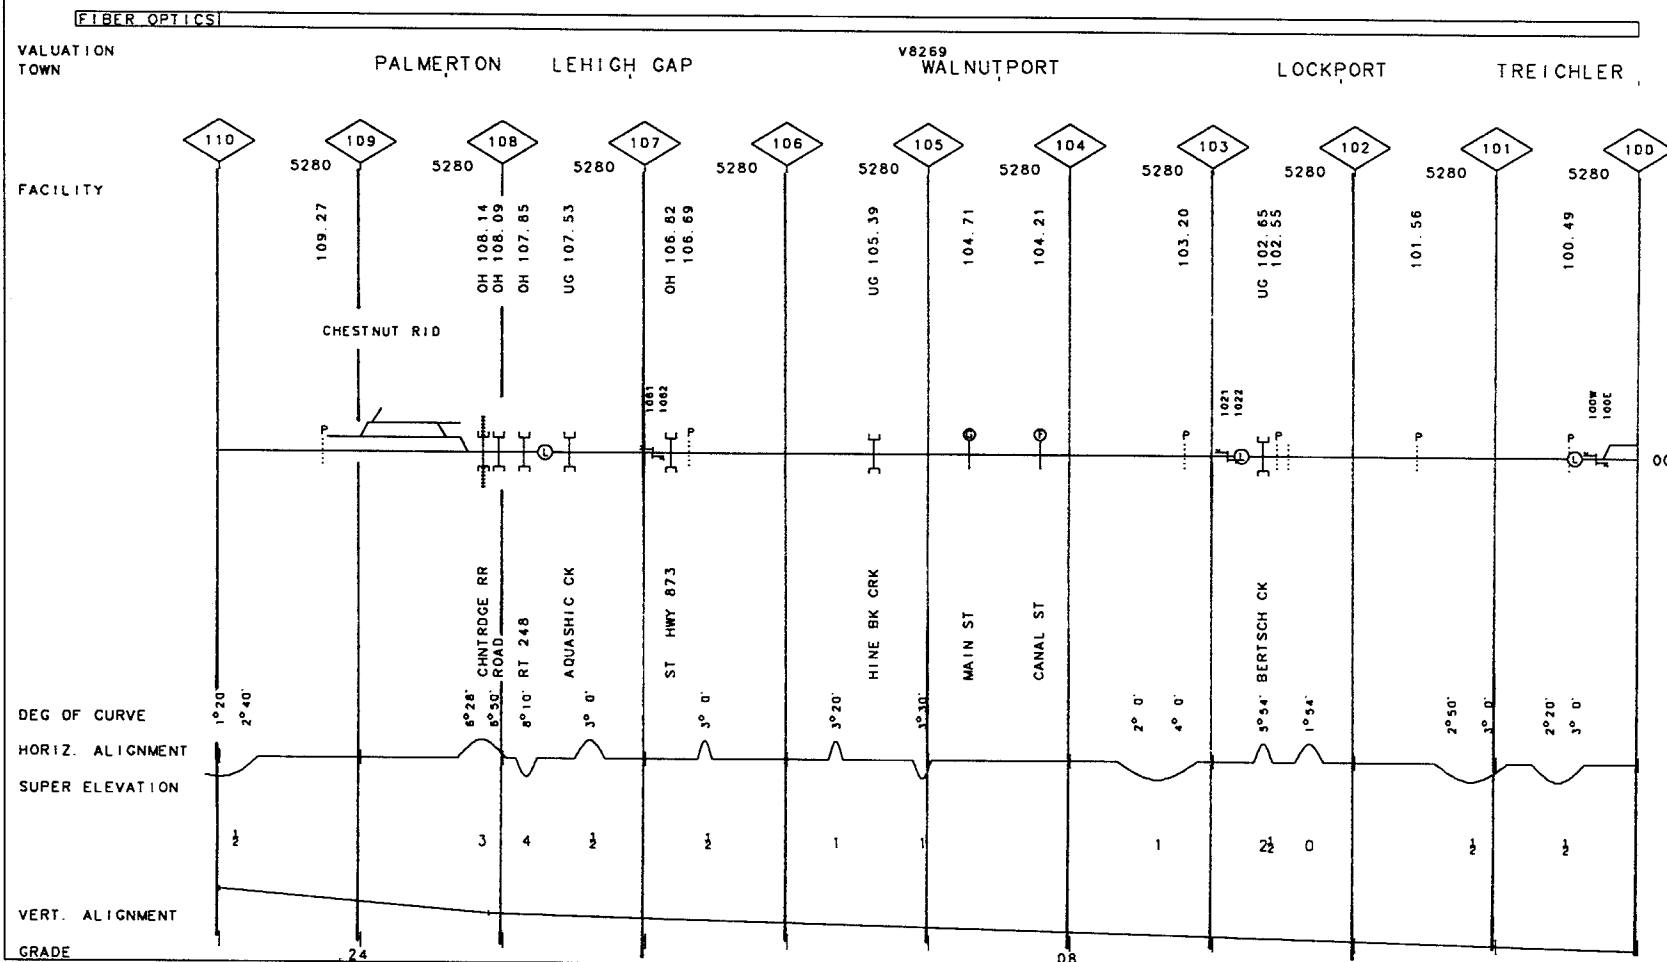 FIBER OPTICS
VALUATION V8269
TOWN PALMERTON LEHIGH GAP WALNUTPORT LOCKPORT TREICHLER
110 109 108 107 106 105 104 103 102 101 100
5280 5280 5280 5280 5280 5280 5280 5280 5280 5280
FACILITY
109.27
OH 108.14
OH 108.09
OH 107.85
UG 107.53
OH 106.82
106.69
UG 105.39
104.71
104.21
103.20
UG 102.65
102.55
101.56
100.49
CHESTNUT RID
1061
1062
1021
1022
100W
100E
P P P P P
L G F L L
00
CHNTRDGE RR
ROAD
RT 248
AQUASHIC CK
ST HWY 873
HINE BK CRK
MAIN ST
CANAL ST
BERTSCH CK
DEG OF CURVE 1°20' 2°40' 6°28' 6°50' 8°10' 3° 0' 3° 0' 3°20' 3°30' 2° 0' 4° 0' 5°54' 1°54' 2°50' 3° 0' 2°20' 3° 0'
HORIZ. ALIGNMENT
SUPER ELEVATION
½ 3 4 ½ ½ 1 1 1 2½ 0 ½ ½
VERT. ALIGNMENT
GRADE .24 .08